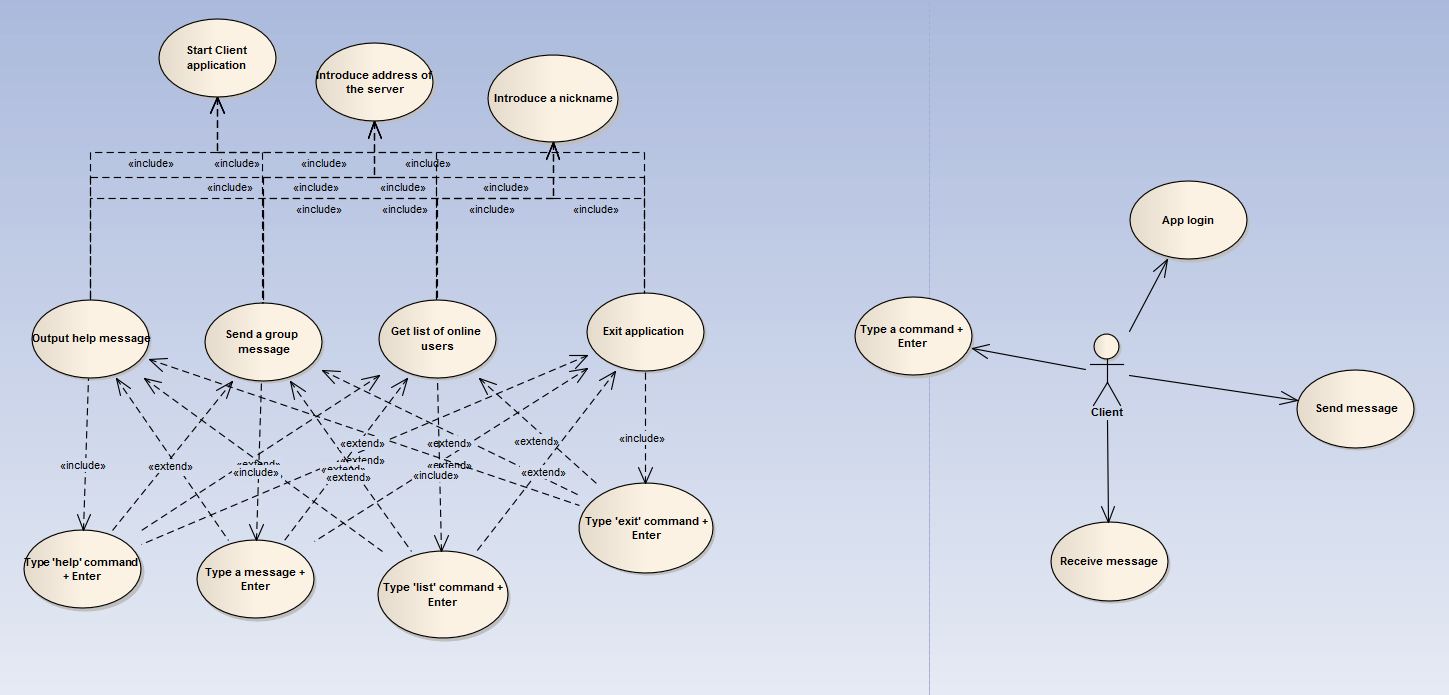 Start Client
application
Introduce address of
the server
Introduce a nickname
«include»
«include»
«include»
«include»
«include»
«include»
«include»
«include»
«include»
«include»
«include»
«include»
App login
Output help message
Send a group
message
Get list of online
users
Exit application
Type a command +
Enter
Client
Send message
«extend»
«extend»
«extend»
«include»
«include»
«extend»
«extend»
«include»
«extend»
«extend»
«extend»
«extend»
«include»
«extend»
«extend»
Type 'exit' command +
Enter
Receive message
Type 'help' command
+ Enter
Type a message +
Enter
Type 'list' command +
Enter